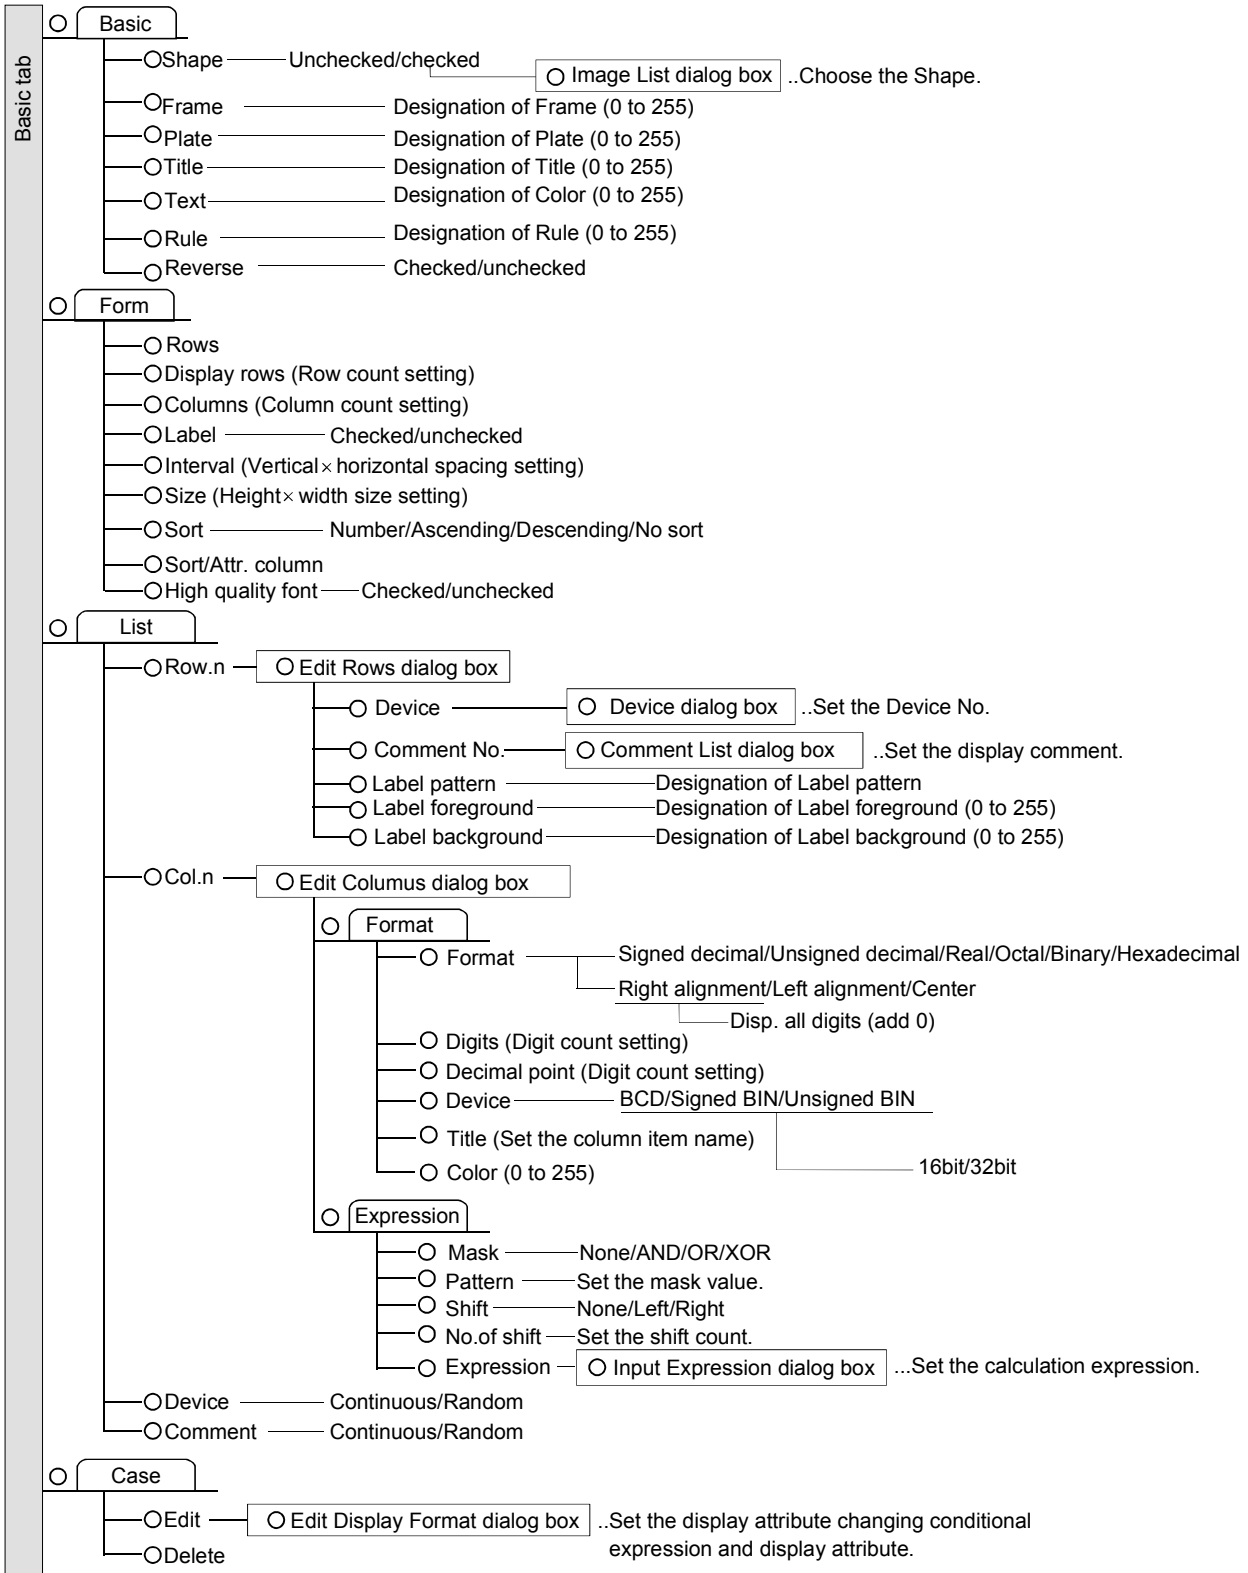 Basic tab
Basic
Shape Unchecked/checked
Image List dialog box ..Choose the Shape.
Frame Designation of Frame (0 to 255)
Plate Designation of Plate (0 to 255)
Title Designation of Title (0 to 255)
Text Designation of Color (0 to 255)
Rule Designation of Rule (0 to 255)
Reverse Checked/unchecked
Form
Rows
Display rows (Row count setting)
Columns (Column count setting)
Label Checked/unchecked
Interval (Vertical× horizontal spacing setting)
Size (Height× width size setting)
Sort Number/Ascending/Descending/No sort
Sort/Attr. column
High quality font Checked/unchecked
List
Row.n Edit Rows dialog box
Device Device dialog box ..Set the Device No.
Comment No. Comment List dialog box ..Set the display comment.
Label pattern Designation of Label pattern
Label foreground Designation of Label foreground (0 to 255)
Label background Designation of Label background (0 to 255)
Col.n Edit Columus dialog box
Format
Format Signed decimal/Unsigned decimal/Real/Octal/Binary/Hexadecimal
Right alignment/Left alignment/Center
Disp. all digits (add 0)
Digits (Digit count setting)
Decimal point (Digit count setting)
Device BCD/Signed BIN/Unsigned BIN
Title (Set the column item name)
16bit/32bit
Color (0 to 255)
Expression
Mask None/AND/OR/XOR
Pattern Set the mask value.
Shift None/Left/Right
No.of shift Set the shift count.
Expression Input Expression dialog box ...Set the calculation expression.
Device Continuous/Random
Comment Continuous/Random
Case
Edit Edit Display Format dialog box ..Set the display attribute changing conditional
expression and display attribute.
Delete